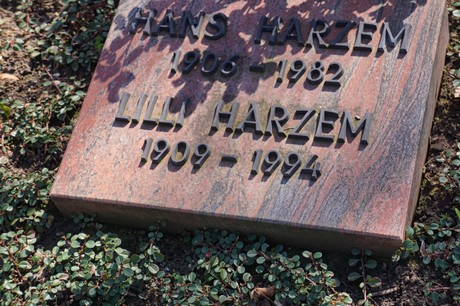 HANS HARZEM
1906 – 1982
LILLI HARZEM
1909 – 1994